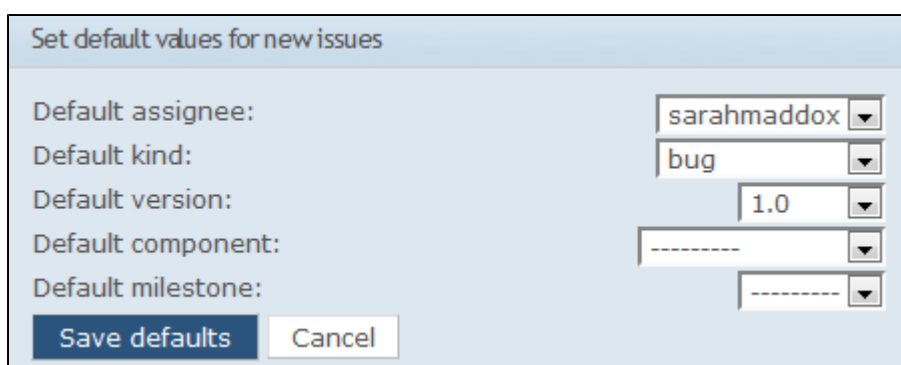 Set default values for new issues
Default assignee: sarahmaddox
Default kind: bug
Default version: 1.0
Default component: ---------
Default milestone: ---------
Save defaults Cancel